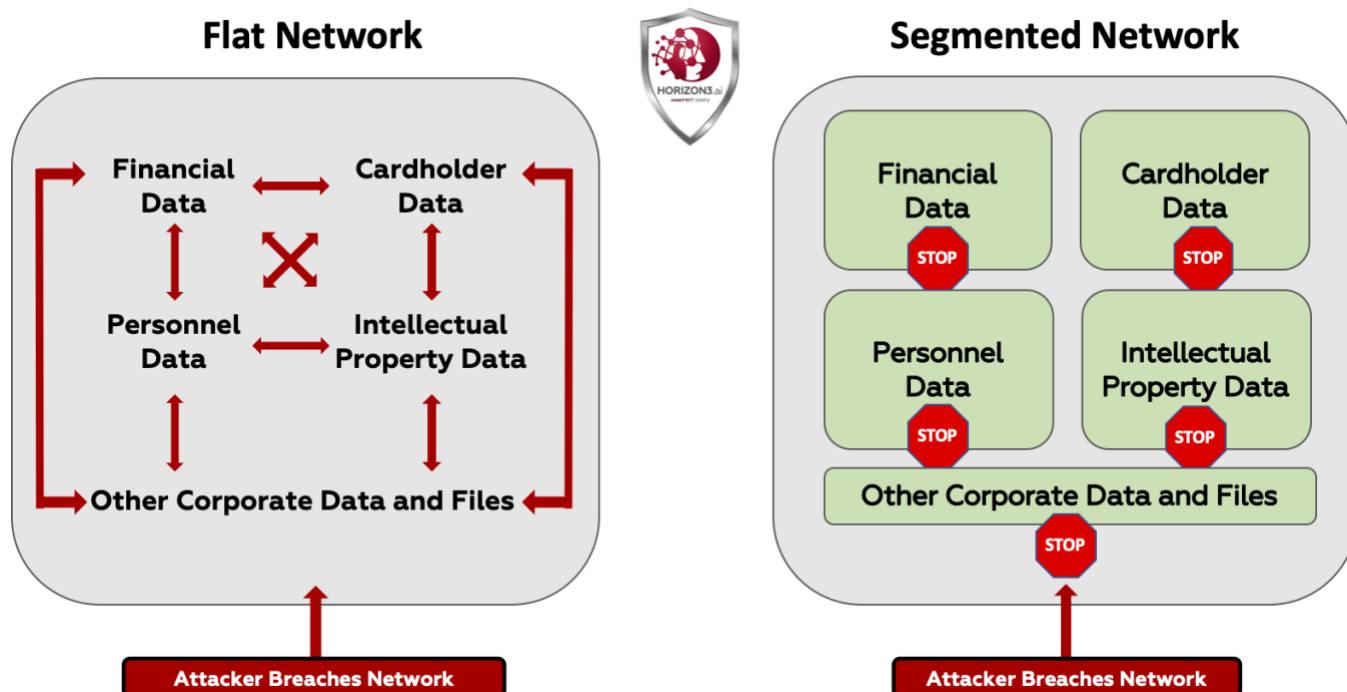 Flat Network
HORIZON3.ai
Segmented Network
Financial
Data
Cardholder
Data
Personnel
Data
Intellectual
Property Data
Other Corporate Data and Files
Attacker Breaches Network
Financial
Data
STOP
Cardholder
Data
STOP
Personnel
Data
STOP
Intellectual
Property Data
STOP
Other Corporate Data and Files
STOP
Attacker Breaches Network